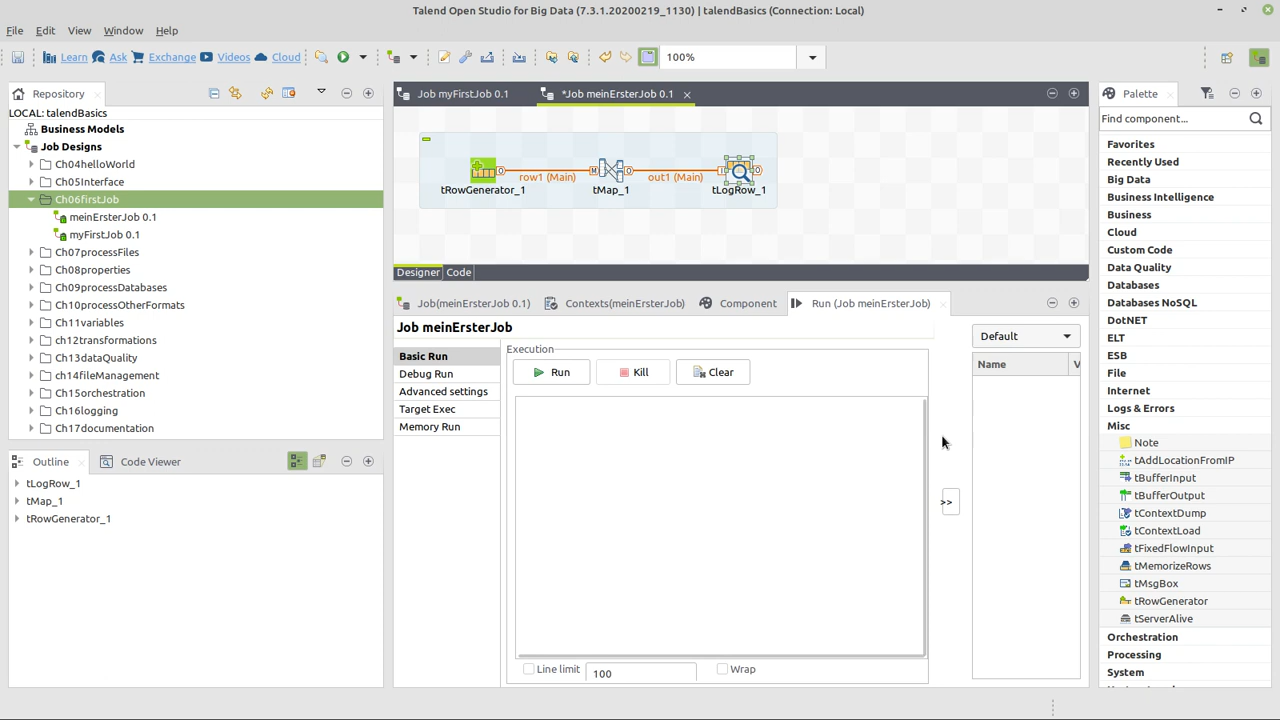 Talend Open Studio for Big Data (7.3.1.20200219_1130) | talendBasics (Connection: Local)
File Edit View Window Help
Learn Ask Exchange Videos Cloud 100%
Repository
LOCAL: talendBasics
Business Models
Job Designs
Ch04helloWorld
Ch05Interface
Ch06firstJob
meinErsterJob 0.1
myFirstJob 0.1
Ch07processFiles
Ch08properties
Ch09processDatabases
Ch10processOtherFormats
Ch11variables
ch12transformations
Ch13dataQuality
ch14fileManagement
Ch15orchestration
Ch16logging
Ch17documentation
Outline Code Viewer
tLogRow_1
tMap_1
tRowGenerator_1
Job myFirstJob 0.1 *Job meinErsterJob 0.1
row1 (Main) out1 (Main)
tRowGenerator_1 tMap_1 tLogRow_1
Designer Code
Job(meinErsterJob 0.1) Contexts(meinErsterJob) Component Run (Job meinErsterJob)
Job meinErsterJob
Basic Run
Debug Run
Advanced settings
Target Exec
Memory Run
Execution
Run Kill Clear
Line limit 100 Wrap
>>
Default
Name V
Palette
Find component...
Favorites
Recently Used
Big Data
Business Intelligence
Business
Cloud
Custom Code
Data Quality
Databases
Databases NoSQL
DotNET
ELT
ESB
File
Internet
Logs & Errors
Misc
Note
tAddLocationFromIP
tBufferInput
tBufferOutput
tContextDump
tContextLoad
tFixedFlowInput
tMemorizeRows
tMsgBox
tRowGenerator
tServerAlive
Orchestration
Processing
System